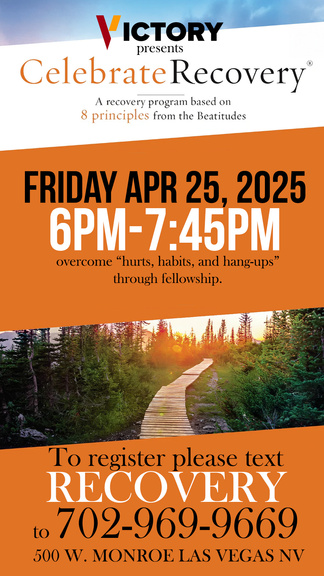 VICTORY
presents
CelebrateRecovery®
A recovery program based on
8 principles from the Beatitudes
FRIDAY APR 25, 2025
6PM-7:45PM
overcome “hurts, habits, and hang-ups”
through fellowship.
To register please text
RECOVERY
to 702-969-9669
500 W. MONROE LAS VEGAS NV